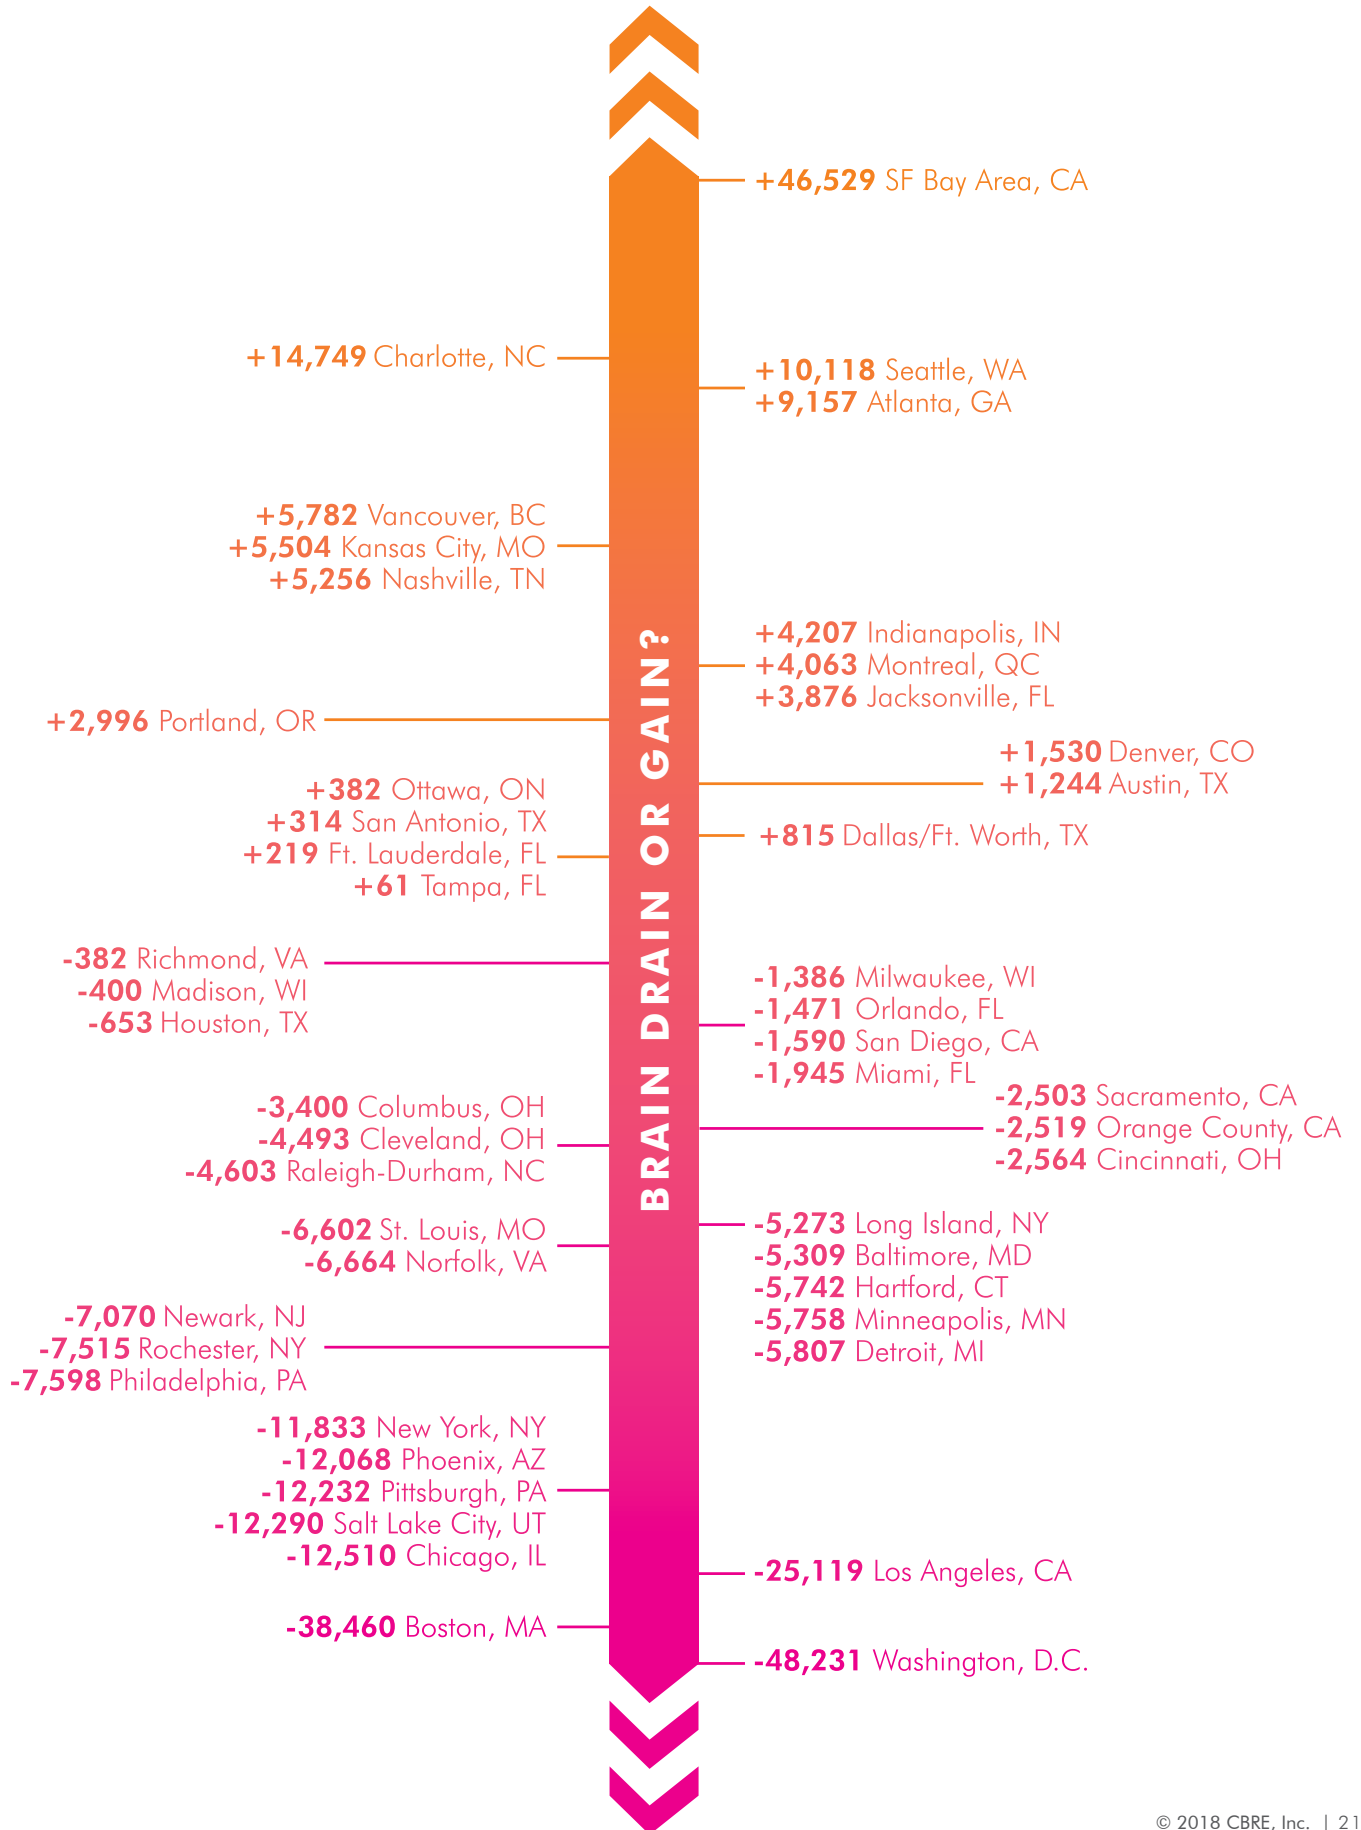 +46,529 SF Bay Area, CA
+14,749 Charlotte, NC
+10,118 Seattle, WA
+9,157 Atlanta, GA
+5,782 Vancouver, BC
+5,504 Kansas City, MO
+5,256 Nashville, TN
+4,207 Indianapolis, IN
+4,063 Montreal, QC
+3,876 Jacksonville, FL
+2,996 Portland, OR
+1,530 Denver, CO
+1,244 Austin, TX
+815 Dallas/Ft. Worth, TX
+382 Ottawa, ON
+314 San Antonio, TX
+219 Ft. Lauderdale, FL
+61 Tampa, FL
BRAIN DRAIN OR GAIN?
-382 Richmond, VA
-400 Madison, WI
-653 Houston, TX
-1,386 Milwaukee, WI
-1,471 Orlando, FL
-1,590 San Diego, CA
-1,945 Miami, FL
-2,503 Sacramento, CA
-2,519 Orange County, CA
-2,564 Cincinnati, OH
-3,400 Columbus, OH
-4,493 Cleveland, OH
-4,603 Raleigh-Durham, NC
-5,273 Long Island, NY
-5,309 Baltimore, MD
-5,742 Hartford, CT
-5,758 Minneapolis, MN
-5,807 Detroit, MI
-6,602 St. Louis, MO
-6,664 Norfolk, VA
-7,070 Newark, NJ
-7,515 Rochester, NY
-7,598 Philadelphia, PA
-11,833 New York, NY
-12,068 Phoenix, AZ
-12,232 Pittsburgh, PA
-12,290 Salt Lake City, UT
-12,510 Chicago, IL
-25,119 Los Angeles, CA
-38,460 Boston, MA
-48,231 Washington, D.C.
© 2018 CBRE, Inc. | 21